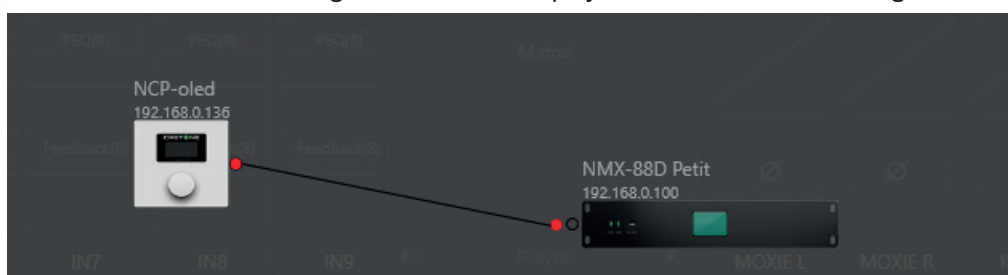 PEQ(8) PEQ(8) PEQ(8)
Matrix
NCP-oled
192.168.0.136
Feedback(8) Feedback(8)
NMX-88D Petit
192.168.0.100
IN7 IN8 IN9 Player MOXIE L MOXIE R